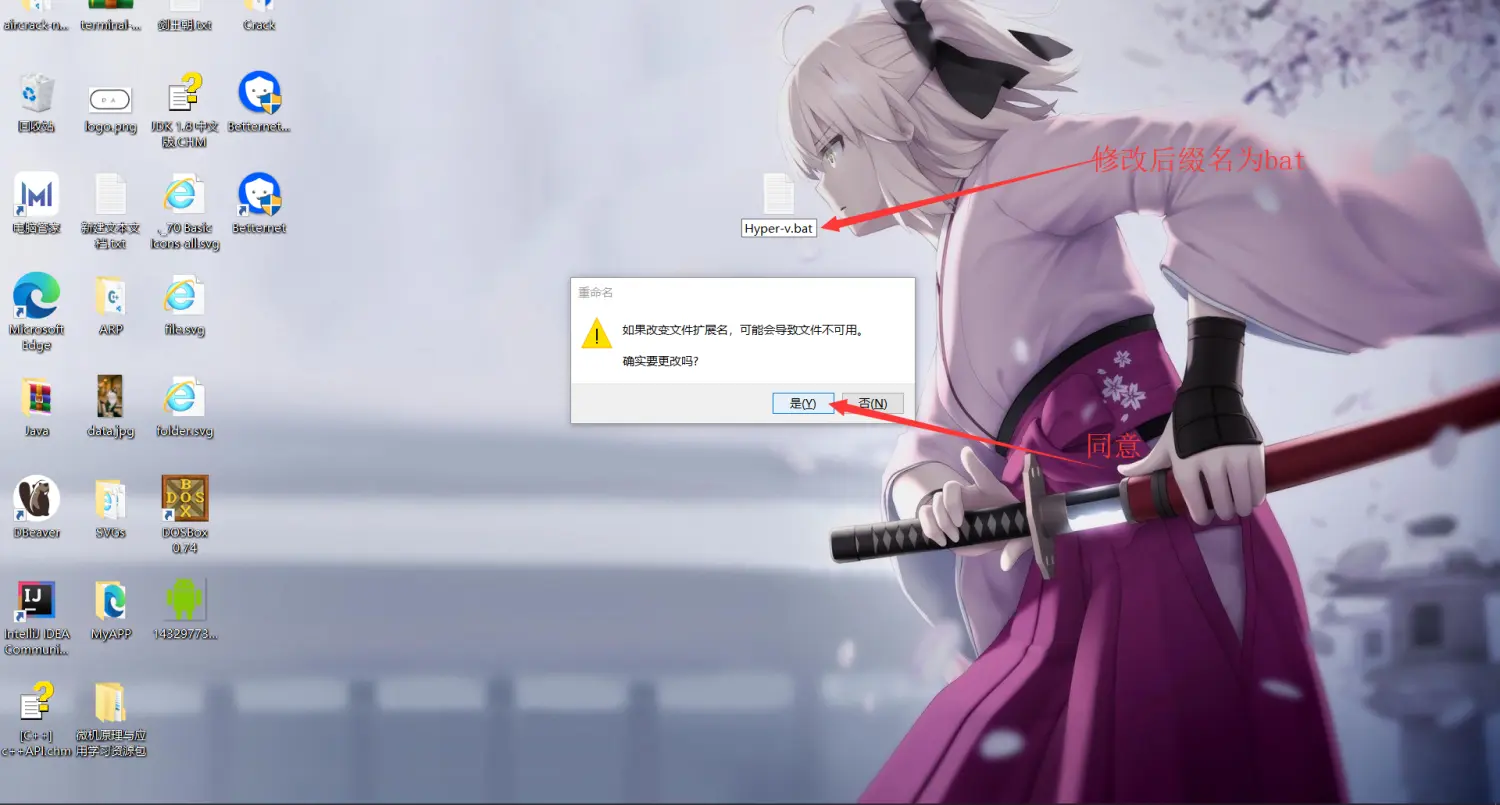 aircrack-n...
terminal-...
刻王朝.txt
Crack
回收站
logo.png
JDK 1.8 中文
版.CHM
Betternet...
电脑管家
新建文本文
档.txt
._70 Basic
Icons-all.svg
Betternet
Microsoft
Edge
ARP
file.svg
Java
data.jpg
folder.svg
DBeaver
SVGs
BDOSX
DOSBox
0.74
IJ
IntelliJ IDEA
Communi...
MyAPP
14329773...
[C++]
c++API.chm
微机原理与应
用学习资源包
修改后缀名为bat
Hyper-v.bat
重命名
如果改变文件扩展名，可能会导致文件不可用。
确实要更改吗?
是(Y)
否(N)
同意